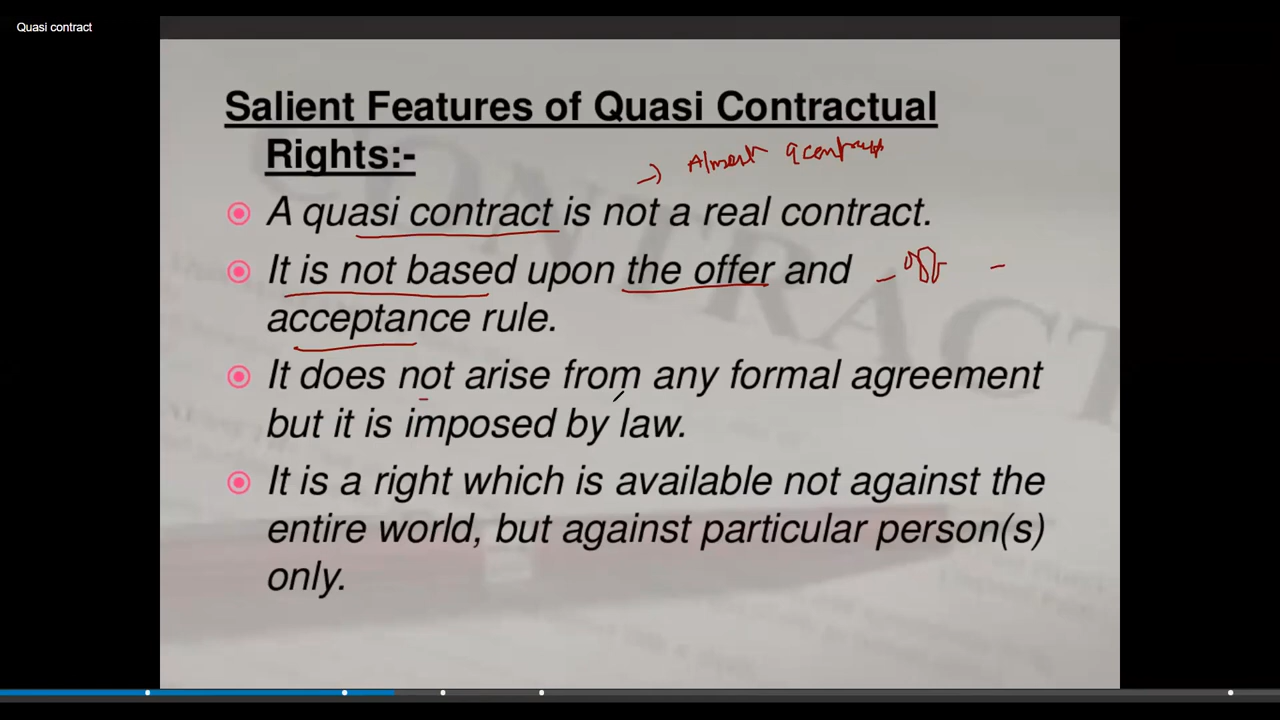 Quasi contract
Salient Features of Quasi Contractual
Rights:-
Almost a contract
A quasi contract is not a real contract.
It is not based upon the offer and
acceptance rule.
It does not arise from any formal agreement
but it is imposed by law.
It is a right which is available not against the
entire world, but against particular person(s)
only.